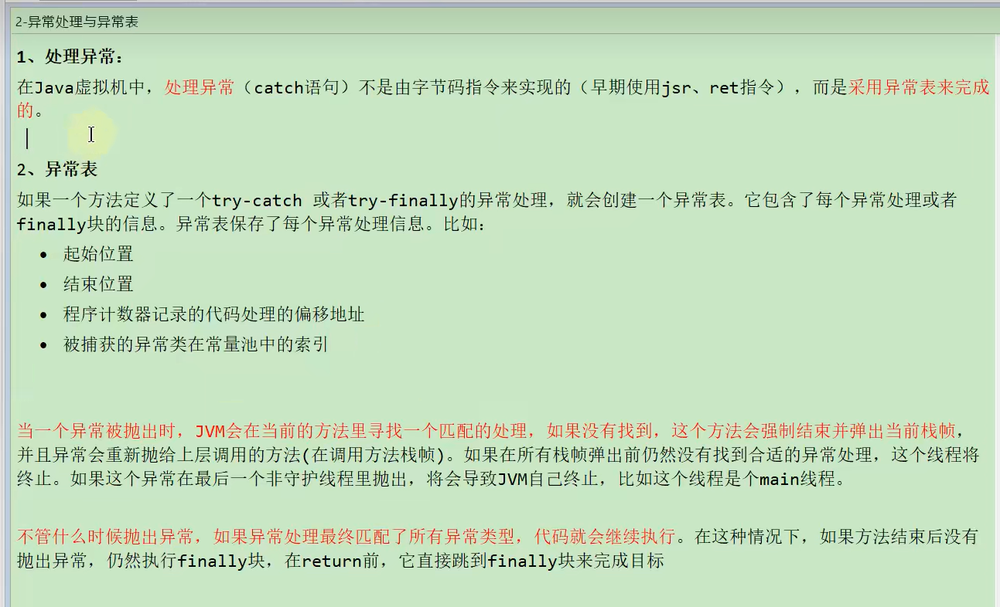 2-异常处理与异常表
1、处理异常：
在Java虚拟机中，处理异常（catch语句）不是由字节码指令来实现的（早期使用jsr、ret指令），而是采用异常表来完成
的。
2、异常表
如果一个方法定义了一个try-catch 或者try-finally的异常处理，就会创建一个异常表。它包含了每个异常处理或者
finally块的信息。异常表保存了每个异常处理信息。比如：
• 起始位置
• 结束位置
• 程序计数器记录的代码处理的偏移地址
• 被捕获的异常类在常量池中的索引
当一个异常被抛出时，JVM会在当前的方法里寻找一个匹配的处理，如果没有找到，这个方法会强制结束并弹出当前栈帧，
并且异常会重新抛给上层调用的方法(在调用方法栈帧)。如果在所有栈帧弹出前仍然没有找到合适的异常处理，这个线程将
终止。如果这个异常在最后一个非守护线程里抛出，将会导致JVM自己终止，比如这个线程是个main线程。
不管什么时候抛出异常，如果异常处理最终匹配了所有异常类型，代码就会继续执行。在这种情况下，如果方法结束后没有
抛出异常，仍然执行finally块，在return前，它直接跳到finally块来完成目标